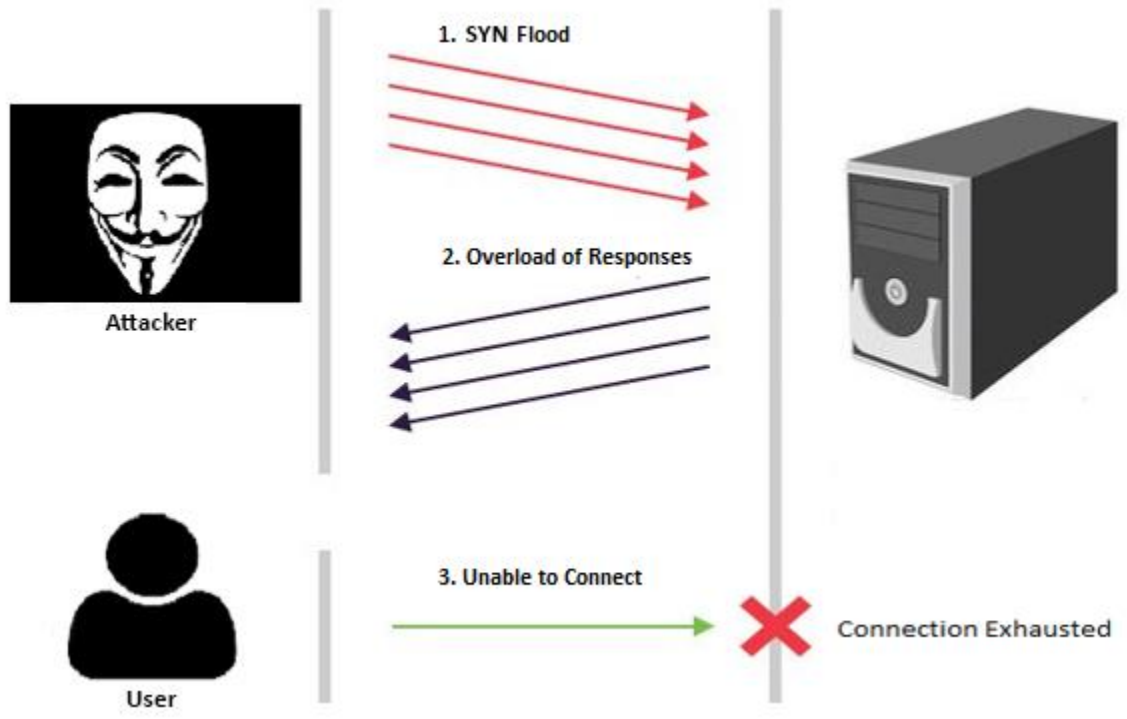 1. SYN Flood
Attacker
2. Overload of Responses
3. Unable to Connect
Connection Exhausted
User